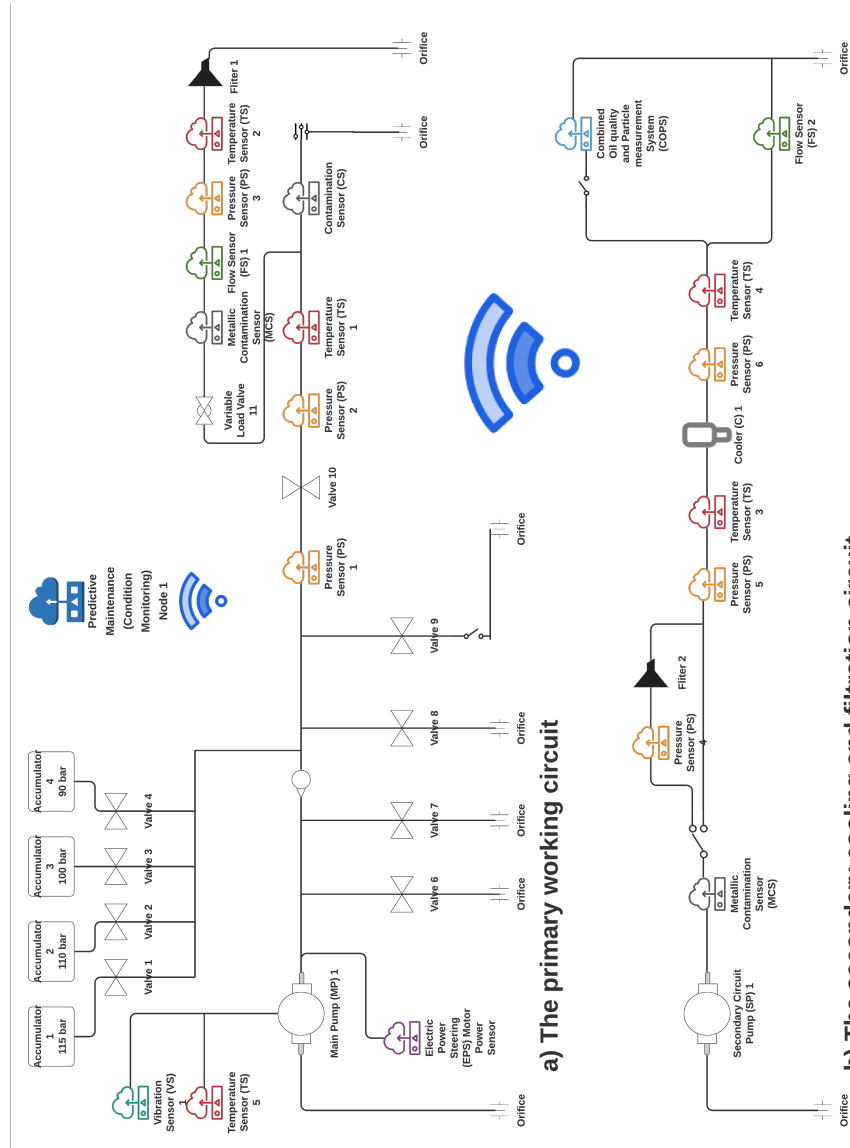 Accumulator
1
115 bar
Accumulator
2
110 bar
Accumulator
3
100 bar
Accumulator
4
90 bar
Predictive
Maintenance
(Condition
Monitoring)
Node 1
Valve 1
Valve 2
Valve 3
Valve 4
Vibration
Sensor (VS)
1
Temperature
Sensor (TS)
5
Variable
Load Valve
11
Metallic
Contamination
Sensor
(MCS)
Flow Sensor
(FS) 1
Pressure
Sensor (PS)
3
Temperature
Sensor (TS)
2
Fliter 1
Main Pump (MP) 1
Pressure
Sensor (PS)
1
Valve 10
Pressure
Sensor (PS)
2
Temperature
Sensor (TS)
1
Contamination
Sensor (CS)
Orifice
Orifice
Electric
Power
Steering
(EPS) Motor
Power
Sensor
Valve 6
Valve 7
Valve 8
Valve 9
Orifice
Orifice
Orifice
Orifice
Orifice
a) The primary working circuit
Combined
Oil quality
and Particle
measurement
System
(COPS)
Pressure
Sensor (PS)
4
Fliter 2
Secondary Circuit
Pump (SP) 1
Metallic
Contamination
Sensor
(MCS)
Pressure
Sensor (PS)
5
Temperature
Sensor (TS)
3
Cooler (C) 1
Pressure
Sensor (PS)
6
Temperature
Sensor (TS)
4
Flow Sensor
(FS) 2
Orifice
Orifice
b) The secondary cooling and filtration circuit